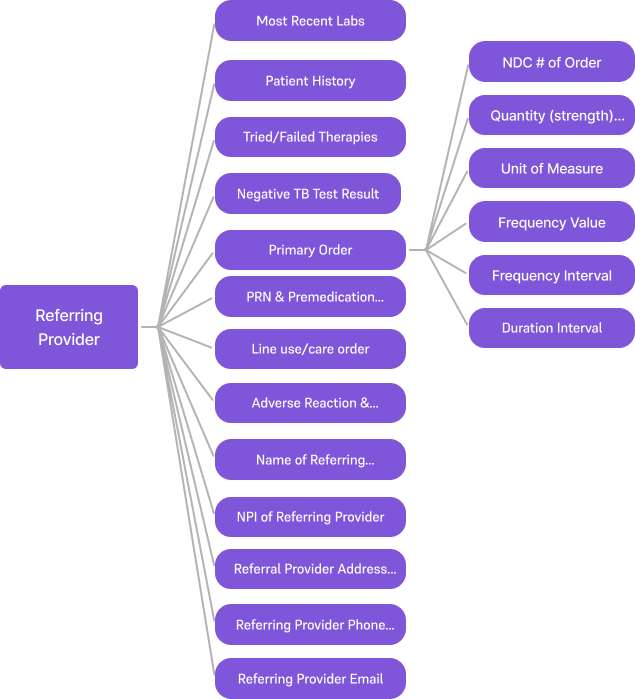 Referring
Provider
Most Recent Labs
Patient History
Tried/Failed Therapies
Negative TB Test Result
Primary Order
PRN & Premedication...
Line use/care order
Adverse Reaction &...
Name of Referring...
NPI of Referring Provider
Referral Provider Address...
Referring Provider Phone...
Referring Provider Email
NDC # of Order
Quantity (strength)...
Unit of Measure
Frequency Value
Frequency Interval
Duration Interval